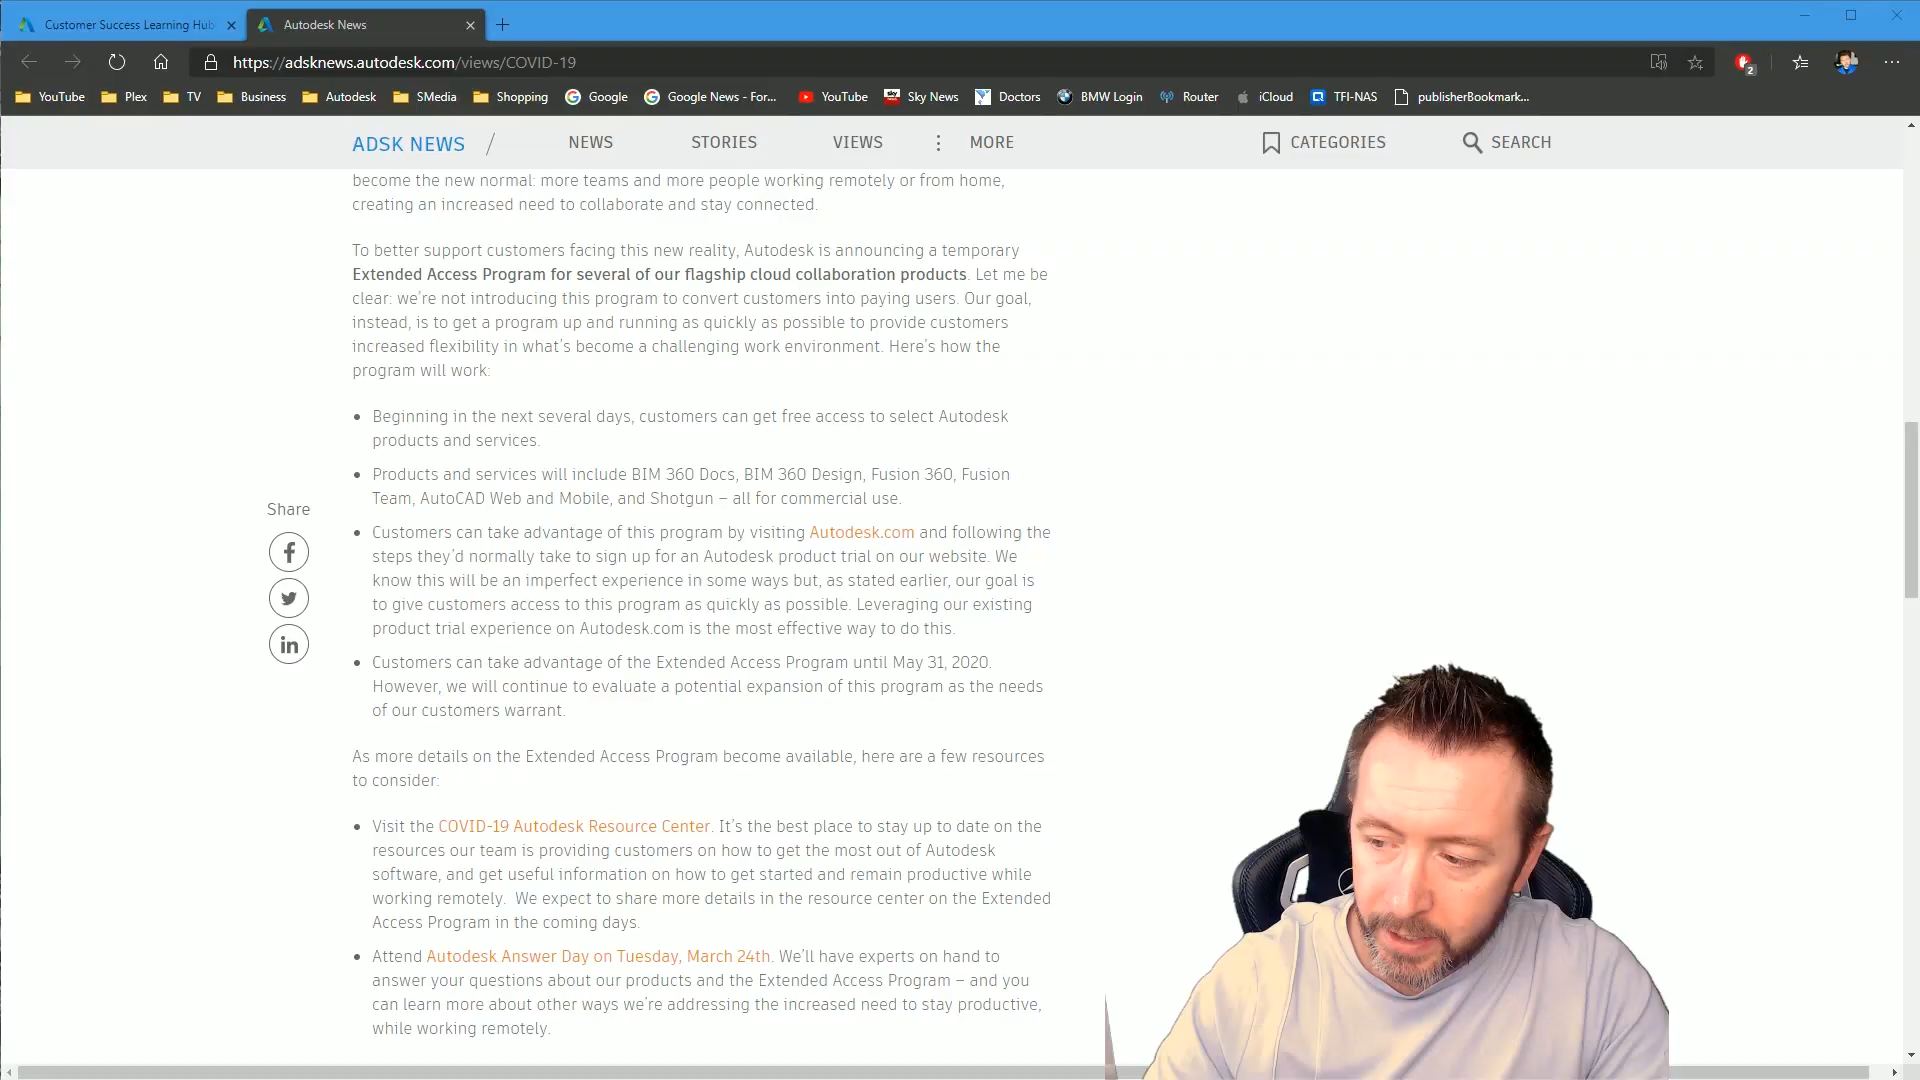 Customer Success Learning Hub
Autodesk News
https://adsknews.autodesk.com/views/COVID-19
2
YouTube Plex TV Business Autodesk SMedia Shopping Google Google News - For... YouTube Sky News Doctors BMW Login Router iCloud TFI-NAS publisherBookmark...
ADSK NEWS / NEWS STORIES VIEWS MORE CATEGORIES SEARCH
become the new normal: more teams and more people working remotely or from home,
creating an increased need to collaborate and stay connected.
To better support customers facing this new reality, Autodesk is announcing a temporary
Extended Access Program for several of our flagship cloud collaboration products. Let me be
clear: we're not introducing this program to convert customers into paying users. Our goal,
instead, is to get a program up and running as quickly as possible to provide customers
increased flexibility in what's become a challenging work environment. Here's how the
program will work:
• Beginning in the next several days, customers can get free access to select Autodesk
products and services.
• Products and services will include BIM 360 Docs, BIM 360 Design, Fusion 360, Fusion
Team, AutoCAD Web and Mobile, and Shotgun – all for commercial use.
• Customers can take advantage of this program by visiting Autodesk.com and following the
steps they'd normally take to sign up for an Autodesk product trial on our website. We
know this will be an imperfect experience in some ways but, as stated earlier, our goal is
to give customers access to this program as quickly as possible. Leveraging our existing
product trial experience on Autodesk.com is the most effective way to do this.
• Customers can take advantage of the Extended Access Program until May 31, 2020.
However, we will continue to evaluate a potential expansion of this program as the needs
of our customers warrant.
Share
As more details on the Extended Access Program become available, here are a few resources
to consider:
• Visit the COVID-19 Autodesk Resource Center. It's the best place to stay up to date on the
resources our team is providing customers on how to get the most out of Autodesk
software, and get useful information on how to get started and remain productive while
working remotely. We expect to share more details in the resource center on the Extended
Access Program in the coming days.
• Attend Autodesk Answer Day on Tuesday, March 24th. We'll have experts on hand to
answer your questions about our products and the Extended Access Program – and you
can learn more about other ways we're addressing the increased need to stay productive,
while working remotely.